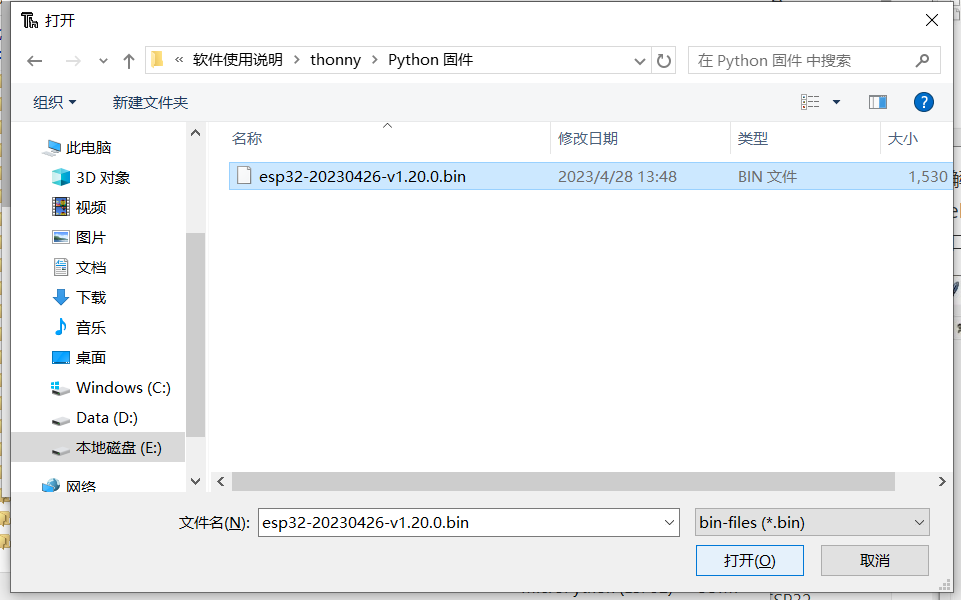 打开
« 软件使用说明 > thonny > Python 固件
在 Python 固件 中搜索
组织
新建文件夹
名称 修改日期 类型 大小
esp32-20230426-v1.20.0.bin 2023/4/28 13:48 BIN 文件 1,530
此电脑
3D 对象
视频
图片
文档
下载
音乐
桌面
Windows (C:)
Data (D:)
本地磁盘 (E:)
网络
文件名(N): esp32-20230426-v1.20.0.bin
bin-files (*.bin)
打开(O)
取消